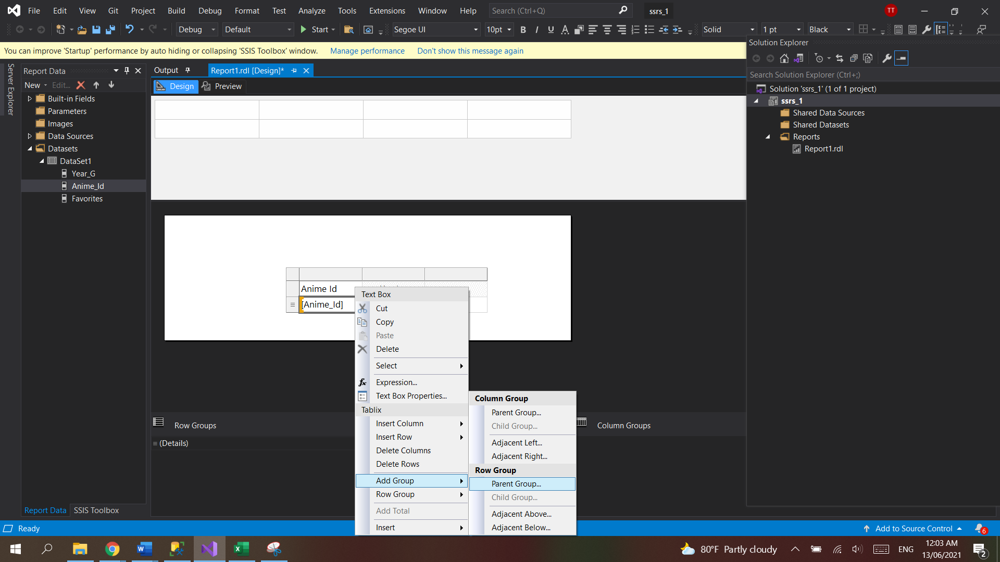 File Edit View Git Project Build Debug Format Test Analyze Tools Extensions Window Help Search (Ctrl+Q) ssrs_1 TT
Debug Default Start Segoe UI 10pt B I U A Solid 1 pt Black
You can improve 'Startup' performance by auto hiding or collapsing 'SSIS Toolbox' window. Manage performance Don't show this message again
Server Explorer
Report Data
New Edit...
Built-in Fields
Parameters
Images
Data Sources
Datasets
DataSet1
Year_G
Anime_Id
Favorites
Report Data SSIS Toolbox
Output Report1.rdl [Design]*
Design Preview
Anime Id
[Anime_Id]
Row Groups
(Details)
Column Groups
Text Box
Cut
Copy
Paste
Delete
Select
Expression...
fx
Text Box Properties...
Tablix
Insert Column
Insert Row
Delete Columns
Delete Rows
Add Group
Row Group
Add Total
Insert
Column Group
Parent Group...
Child Group...
Adjacent Left...
Adjacent Right...
Row Group
Parent Group...
Child Group...
Adjacent Above...
Adjacent Below...
Solution Explorer
Search Solution Explorer (Ctrl+;)
Solution 'ssrs_1' (1 of 1 project)
ssrs_1
Shared Data Sources
Shared Datasets
Reports
Report1.rdl
Ready Add to Source Control 6
80°F Partly cloudy ENG 12:03 AM
13/06/2021 2